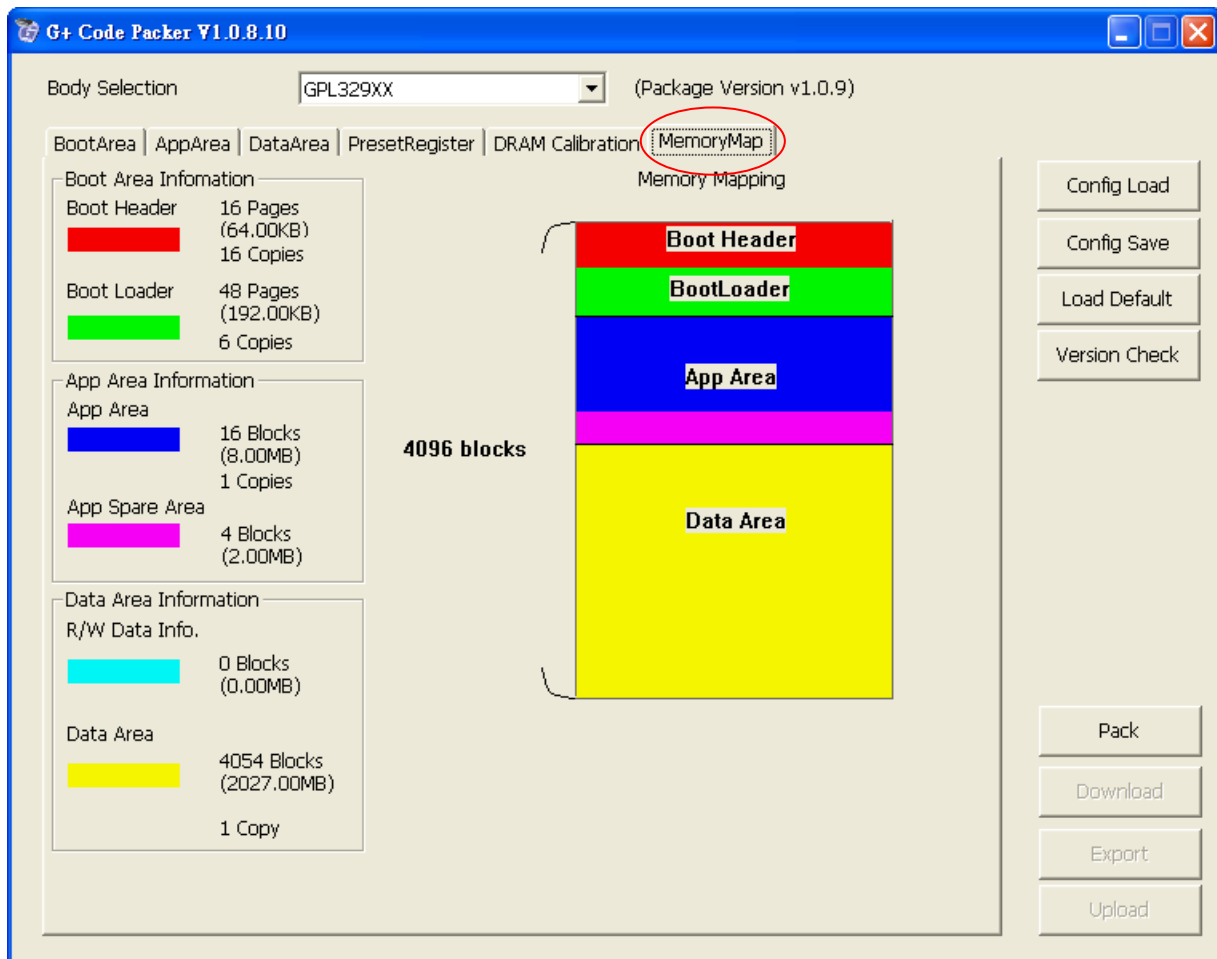 G+ Code Packer V1.0.8.10
Body Selection
GPL329XX
(Package Version v1.0.9)
BootArea
AppArea
DataArea
PresetRegister
DRAM Calibration
MemoryMap
Boot Area Infomation
Boot Header
16 Pages
(64.00KB)
16 Copies
Boot Loader
48 Pages
(192.00KB)
6 Copies
App Area Information
App Area
16 Blocks
(8.00MB)
1 Copies
App Spare Area
4 Blocks
(2.00MB)
Data Area Information
R/W Data Info.
0 Blocks
(0.00MB)
Data Area
4054 Blocks
(2027.00MB)
1 Copy
Memory Mapping
4096 blocks
Boot Header
BootLoader
App Area
Data Area
Config Load
Config Save
Load Default
Version Check
Pack
Download
Export
Upload